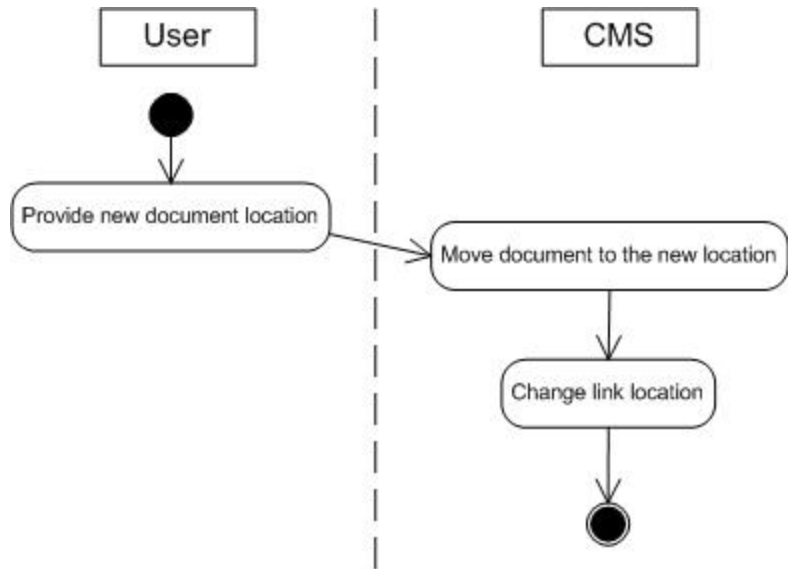 User
CMS
Provide new document location
Move document to the new location
Change link location